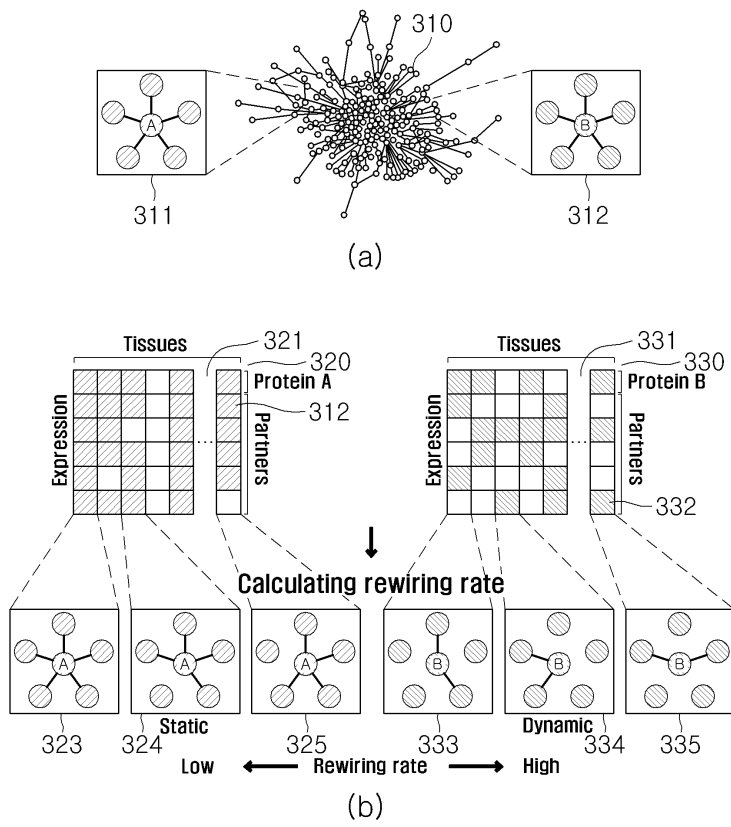 310
A
B
311
312
(a)
321
331
Tissues
320
Tissues
330
Protein A
Protein B
312
Expression
...
Partners
Expression
...
Partners
332
Calculating rewiring rate
A
A
A
B
B
B
323
324
Static
325
333
Dynamic
334
335
Low
Rewiring rate
High
(b)